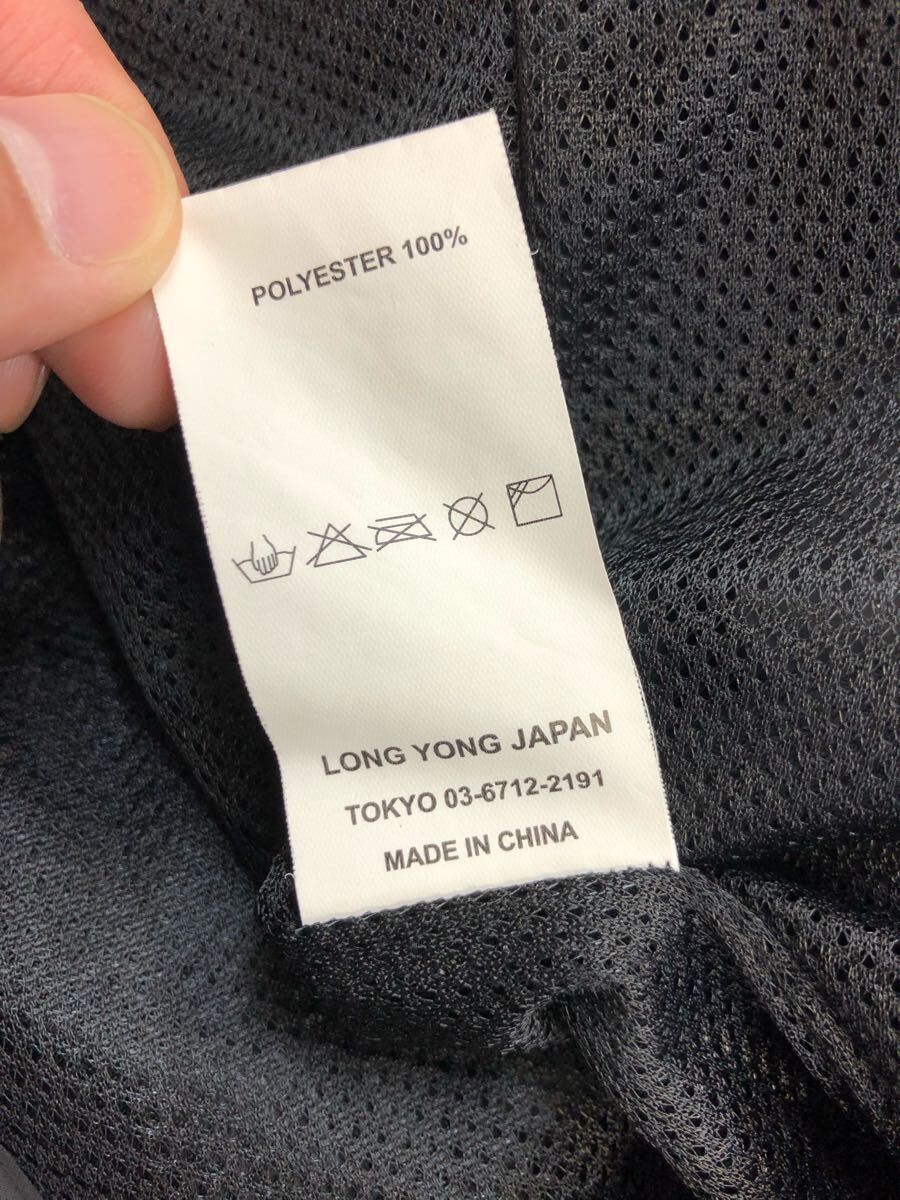 POLYESTER 100%
LONG YONG JAPAN
TOKYO 03-6712-2191
MADE IN CHINA